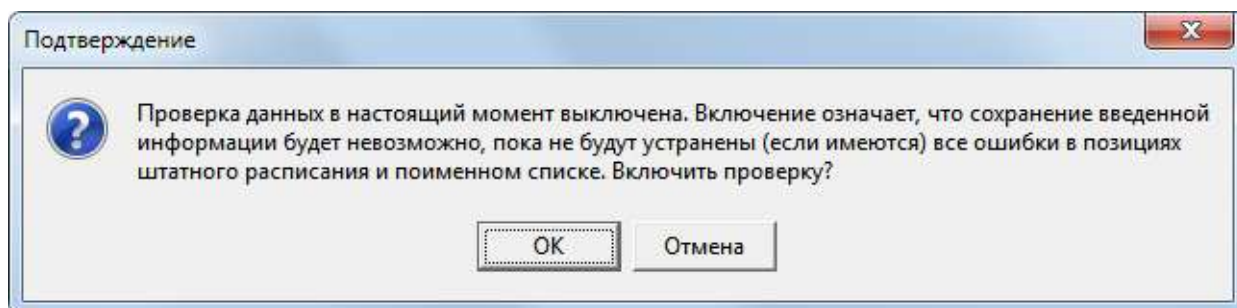 Подтверждение
Проверка данных в настоящий момент выключена. Включение означает, что сохранение введенной
информации будет невозможно, пока не будут устранены (если имеются) все ошибки в позициях
штатного расписания и поименном списке. Включить проверку?
ОК
Отмена